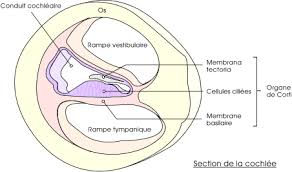 Conduit cochléaire
Os
Rampe vestibulaire
Membrana
tectoria
Cellules ciliées
Organe
de Corti
Membrane
basilaire
Rampe tympanique
Section de la cochlée